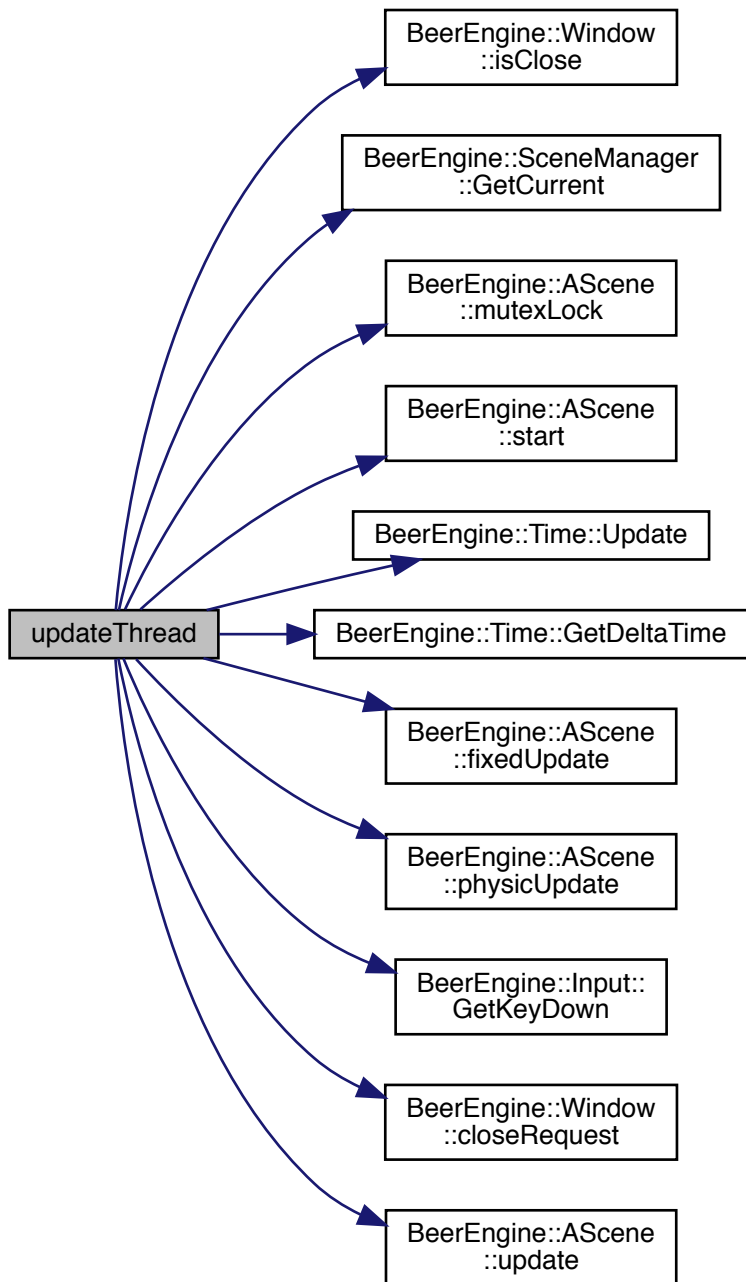 BeerEngine::Window
::isClose
BeerEngine::SceneManager
::GetCurrent
BeerEngine::AScene
::mutexLock
BeerEngine::AScene
::start
BeerEngine::Time::Update
updateThread
BeerEngine::Time::GetDeltaTime
BeerEngine::AScene
::fixedUpdate
BeerEngine::AScene
::physicUpdate
BeerEngine::Input::
GetKeyDown
BeerEngine::Window
::closeRequest
BeerEngine::AScene
::update